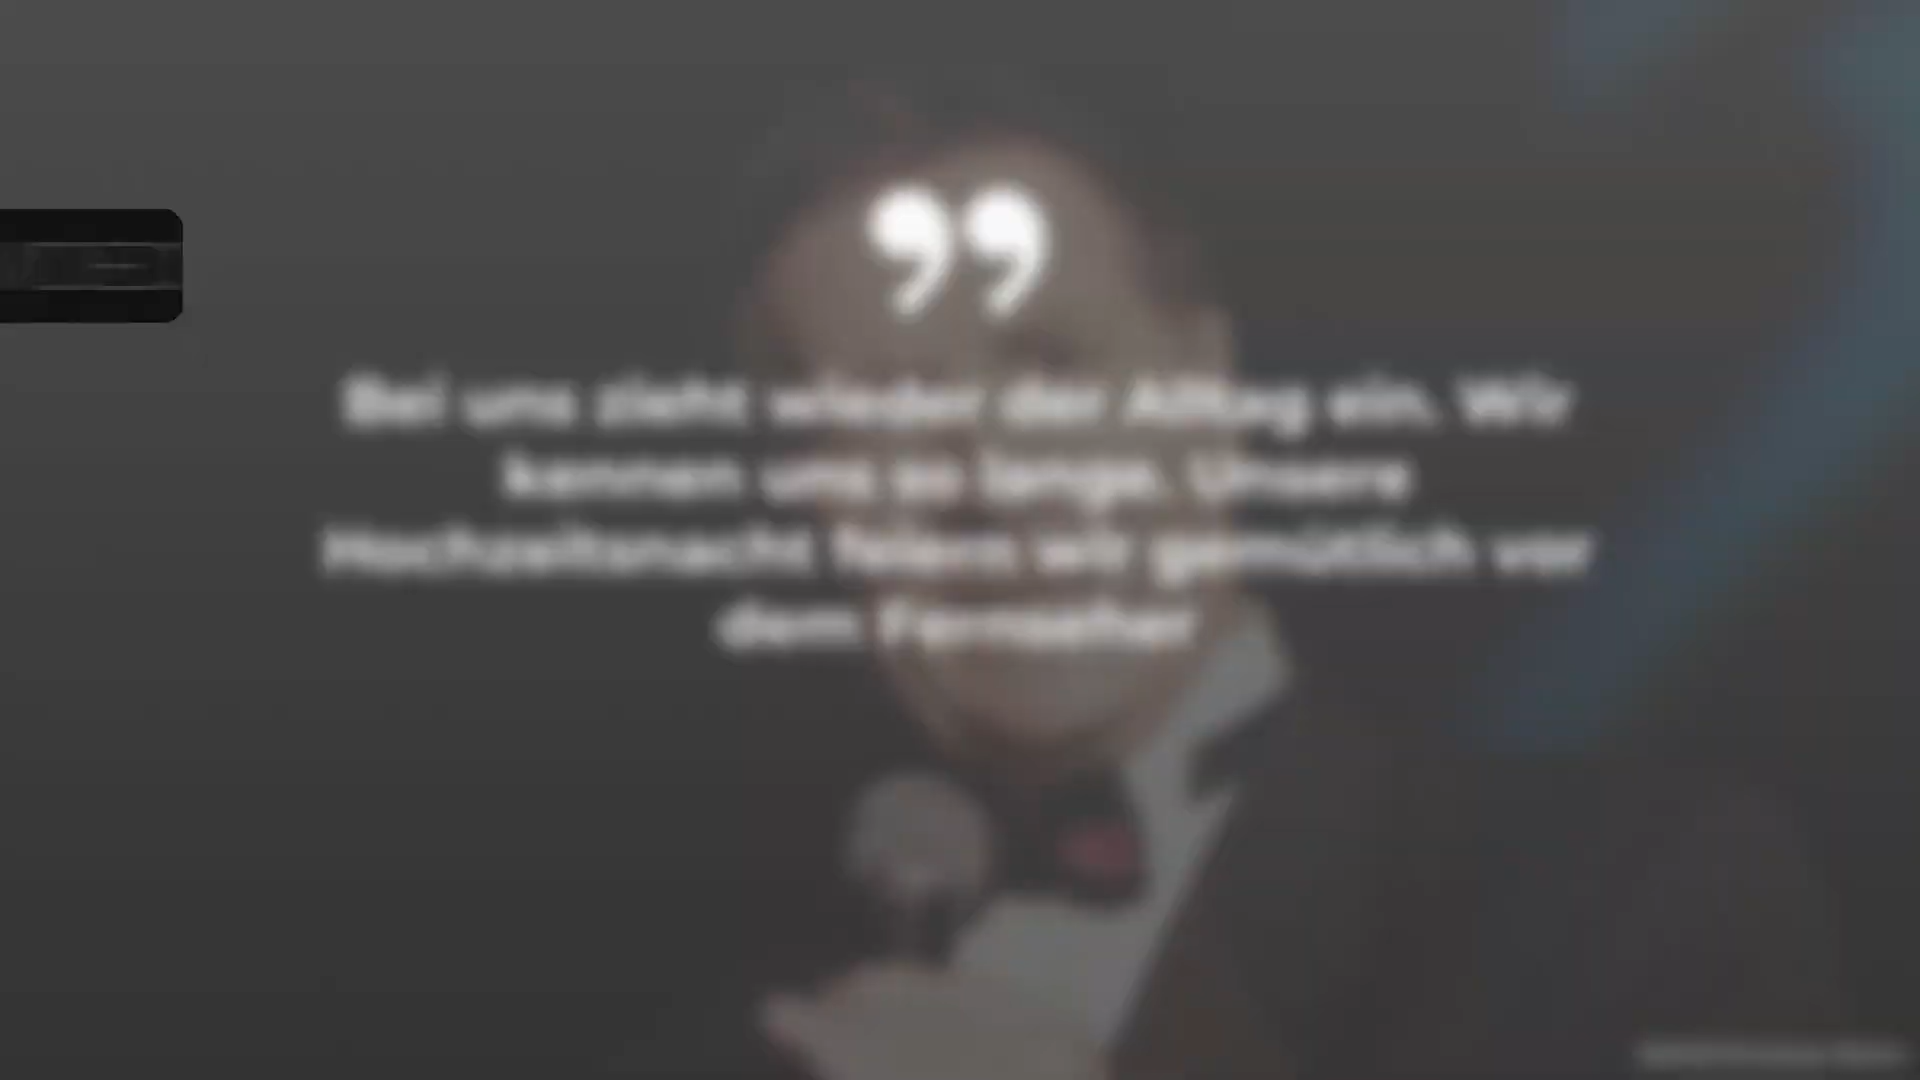 ”
Bei uns zieht wieder der Alltag ein. Wir
kennen uns so lange. Unsere
Hochzeitsnacht feiern wir gemütlich vor
dem Fernseher